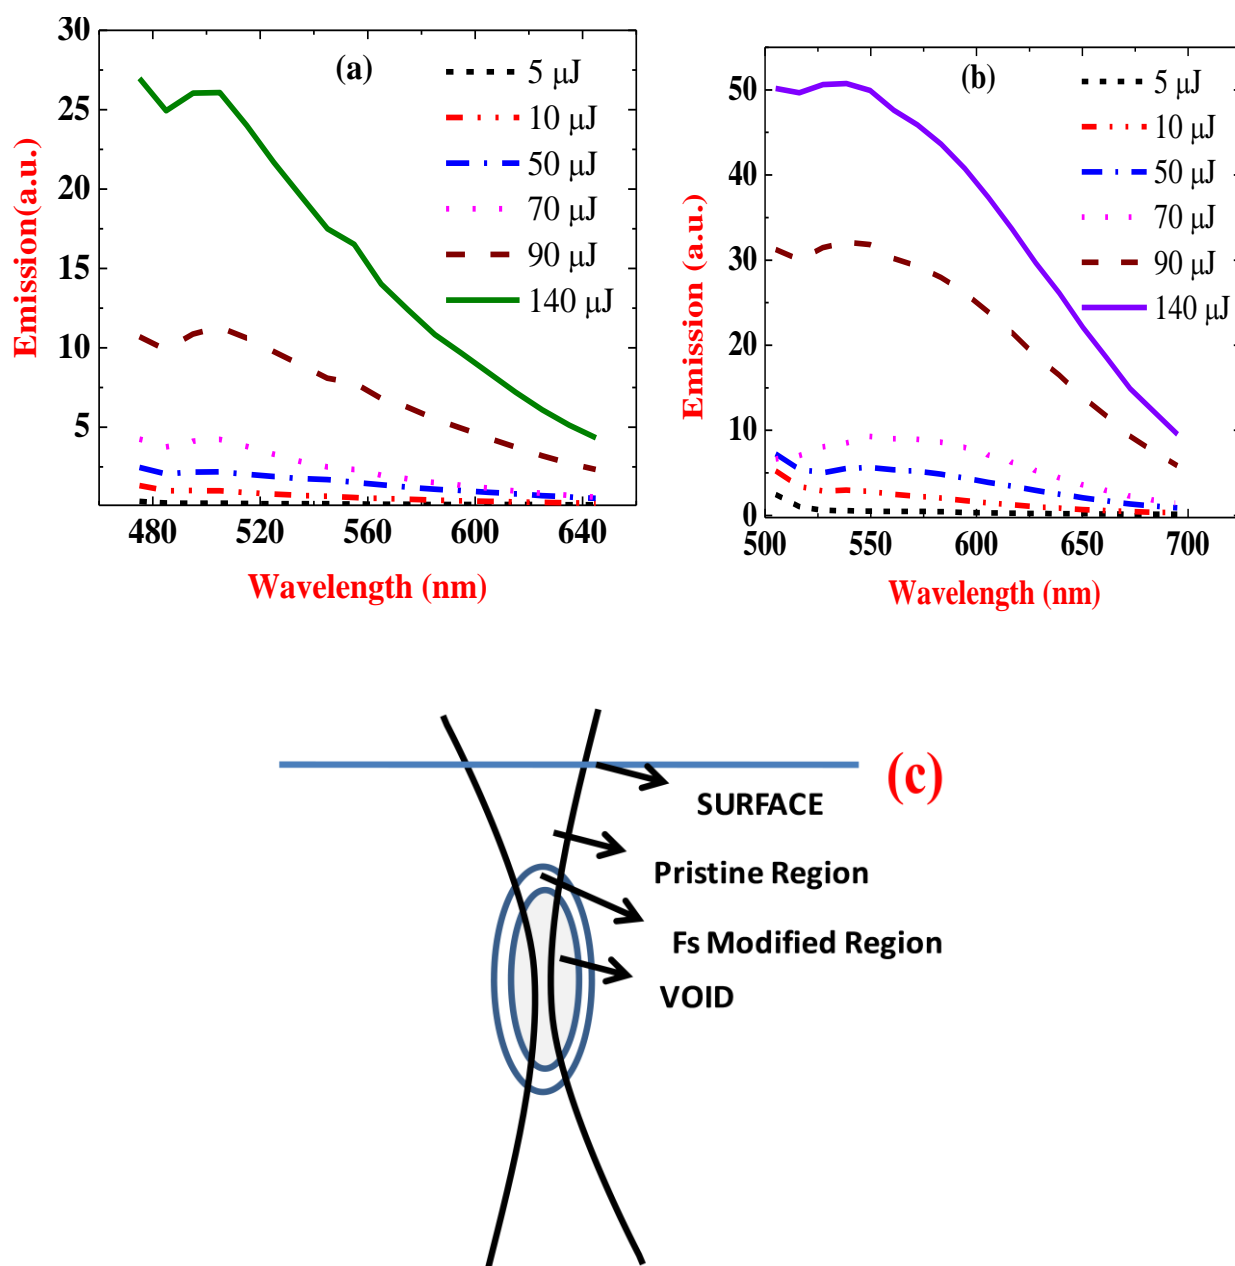 (a)
30
25
20
15
10
5
Emission(a.u.)
5 μJ
10 μJ
50 μJ
70 μJ
90 μJ
140 μJ
480 520 560 600 640
Wavelength (nm)
(b)
50
40
30
20
10
0
Emission (a.u.)
5 μJ
10 μJ
50 μJ
70 μJ
90 μJ
140 μJ
500 550 600 650 700
Wavelength (nm)
(c)
SURFACE
Pristine Region
Fs Modified Region
VOID